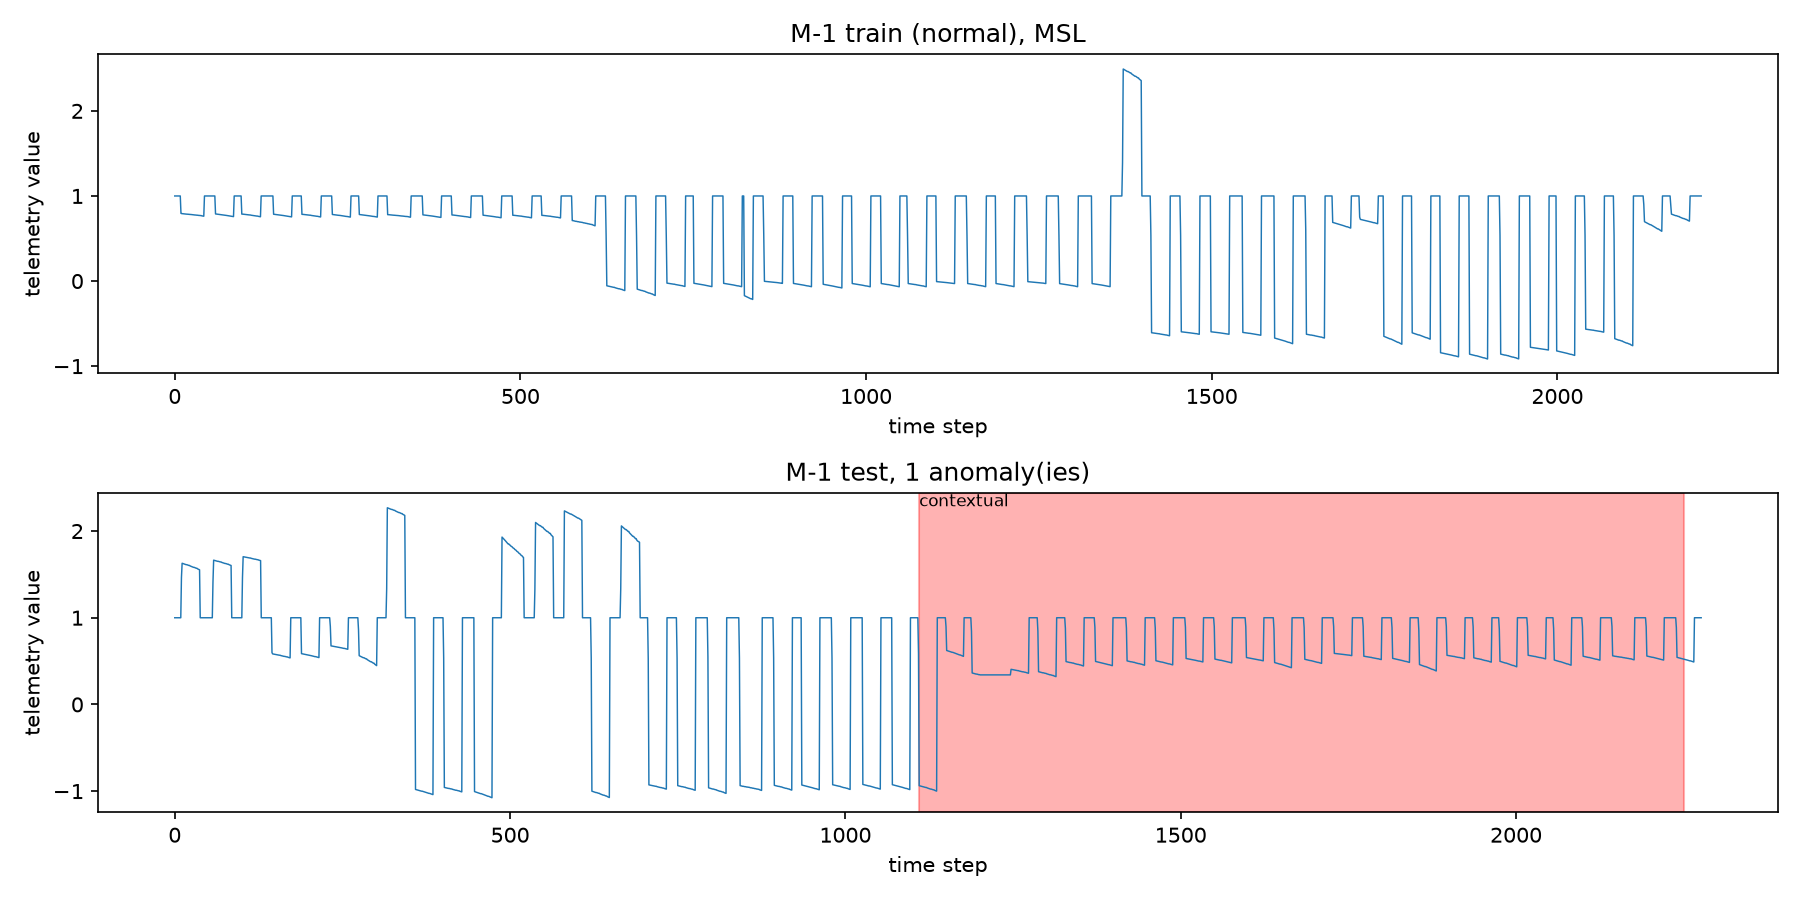 M-1 train (normal), MSL
telemetry value
2
1
0
−1
0 500 1000 1500 2000
time step
M-1 test, 1 anomaly(ies)
contextual
telemetry value
2
1
0
−1
0 500 1000 1500 2000
time step